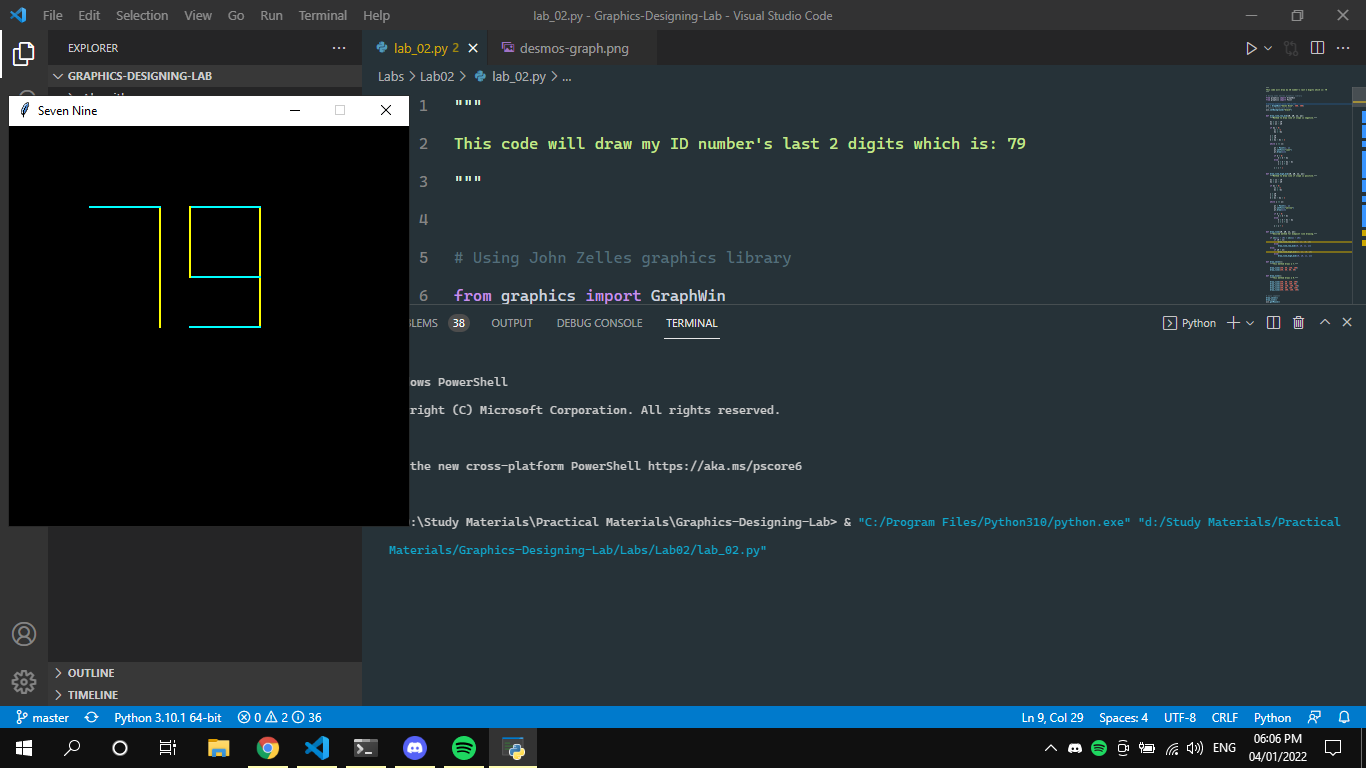 File Edit Selection View Go Run Terminal Help
lab_02.py - Graphics-Designing-Lab - Visual Studio Code
EXPLORER
lab_02.py 2
desmos-graph.png
GRAPHICS-DESIGNING-LAB
Labs > Lab02 > lab_02.py > ...
Seven Nine
79
1 """
2 This code will draw my ID number's last 2 digits which is: 79
3 """
4
5 # Using John Zelles graphics library
6 from graphics import GraphWin
BLEMS 38 OUTPUT DEBUG CONSOLE TERMINAL
Python
ows PowerShell
right (C) Microsoft Corporation. All rights reserved.
the new cross-platform PowerShell https://aka.ms/pscore6
:\Study Materials\Practical Materials\Graphics-Designing-Lab> & "C:/Program Files/Python310/python.exe" "d:/Study Materials/Practical
Materials/Graphics-Designing-Lab/Labs/Lab02/lab_02.py"
OUTLINE
TIMELINE
master Python 3.10.1 64-bit 0 2 36
Ln 9, Col 29 Spaces: 4 UTF-8 CRLF Python
ENG
06:06 PM
04/01/2022